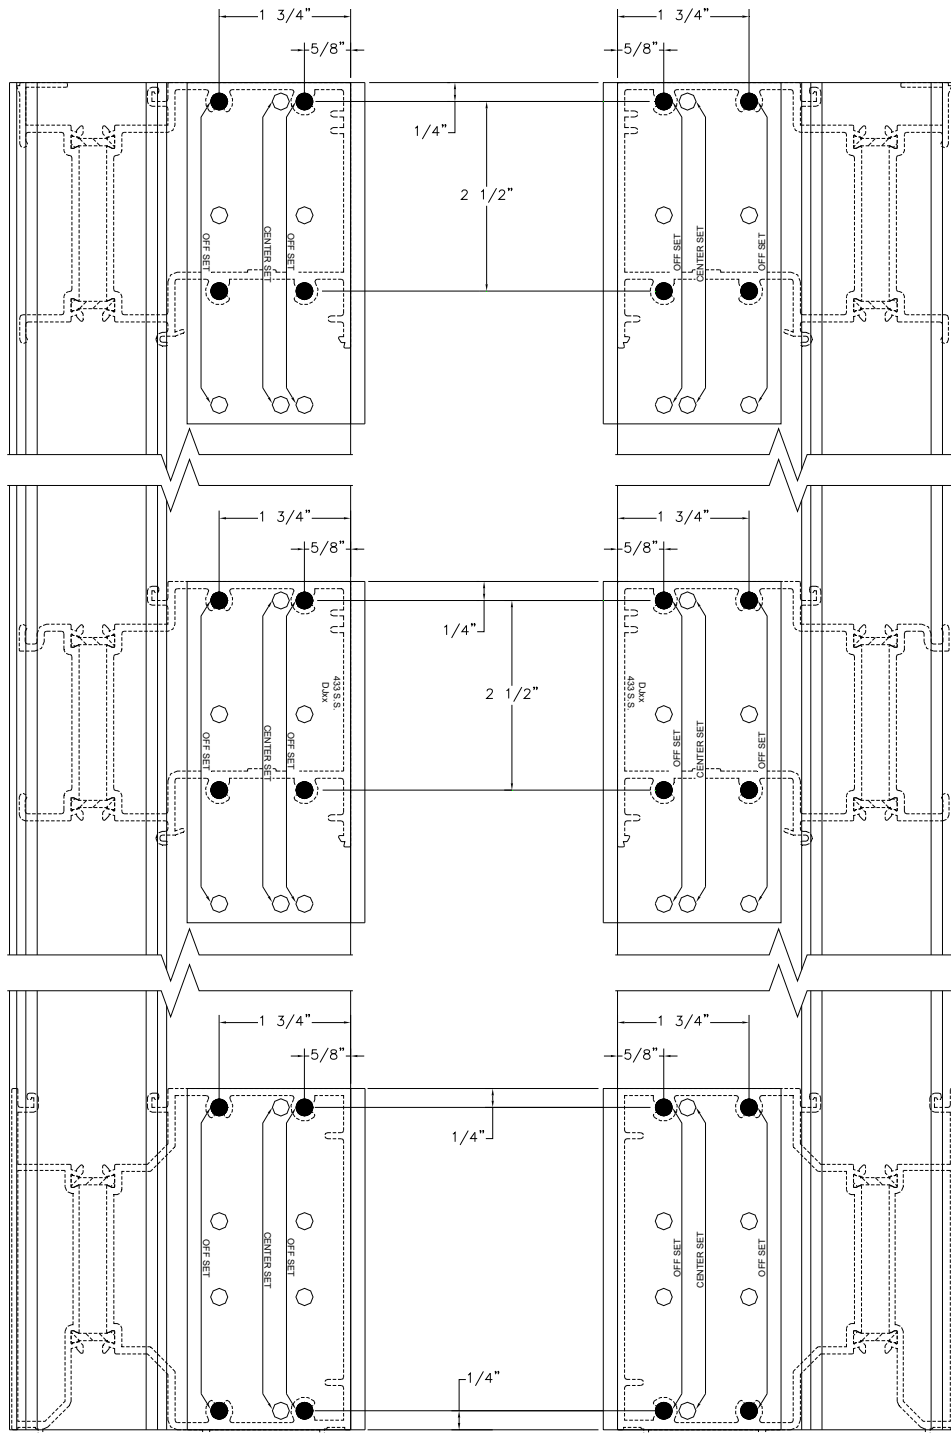 1 3/4"
1 3/4"
5/8"
5/8"
1/4"
2 1/2"
OFF SET
CENTER SET
OFF SET
OFF SET
CENTER SET
OFF SET
1 3/4"
1 3/4"
5/8"
5/8"
1/4"
433 S.S.
DJxx
DJxx
433 S.S.
2 1/2"
OFF SET
CENTER SET
OFF SET
OFF SET
CENTER SET
OFF SET
1 3/4"
1 3/4"
5/8"
5/8"
1/4"
OFF SET
CENTER SET
OFF SET
OFF SET
CENTER SET
OFF SET
1/4"